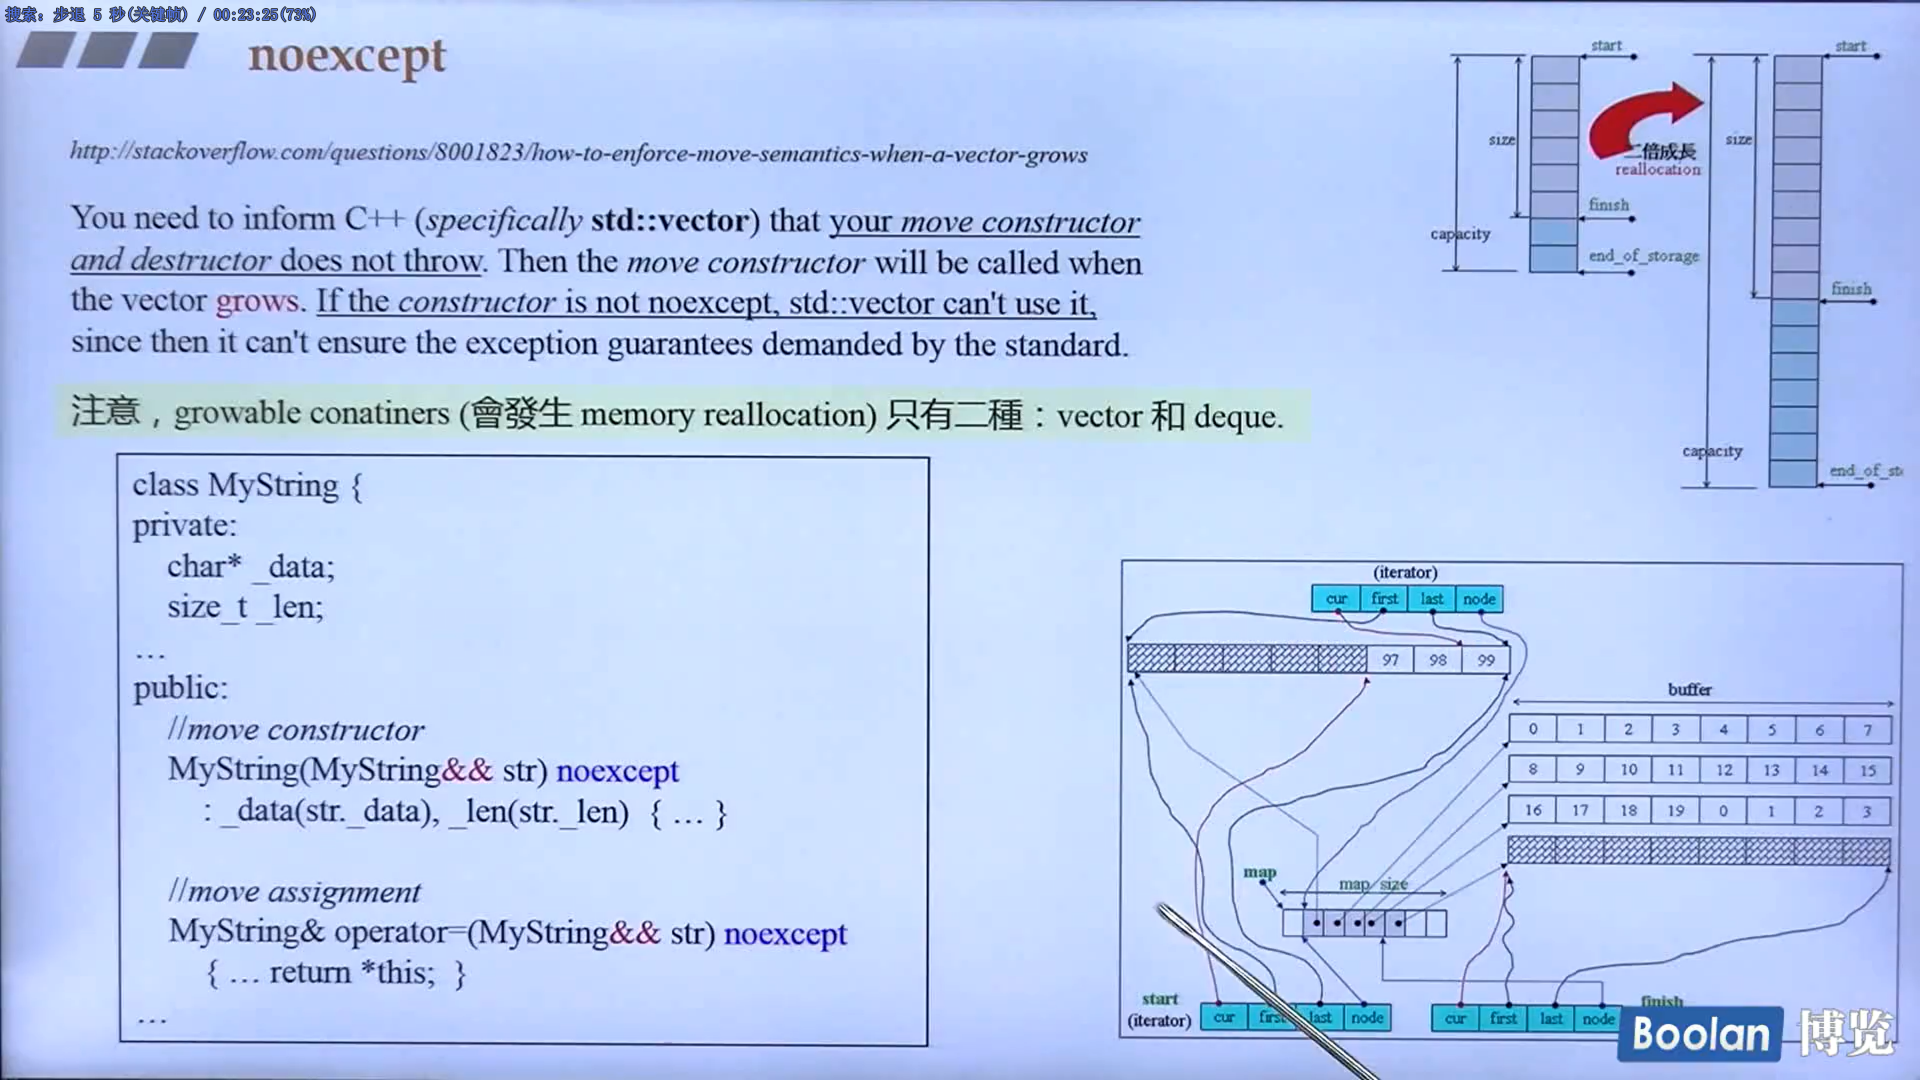 搜索: 步退 5 秒(关键帧) / 00:23:25(73%)
noexcept
http://stackoverflow.com/questions/8001823/how-to-enforce-move-semantics-when-a-vector-grows
You need to inform C++ (specifically std::vector) that your move constructor
and destructor does not throw. Then the move constructor will be called when
the vector grows. If the constructor is not noexcept, std::vector can't use it,
since then it can't ensure the exception guarantees demanded by the standard.
注意，growable conatiners (會發生 memory reallocation) 只有二種：vector 和 deque.
class MyString {
private:
char* _data;
size_t _len;
…
public:
//move constructor
MyString(MyString&& str) noexcept
: _data(str._data), _len(str._len) { … }
//move assignment
MyString& operator=(MyString&& str) noexcept
{ … return *this; }
…
start
size
finish
capacity
end_of_storage
二倍成長
reallocation
start
size
finish
capacity
end_of_st
(iterator)
cur first last node
97 98 99
buffer
0 1 2 3 4 5 6 7
8 9 10 11 12 13 14 15
16 17 18 19 0 1 2 3
map
map_size
start
(iterator)
cur first last node
cur first last node
finish
Boolan 博览